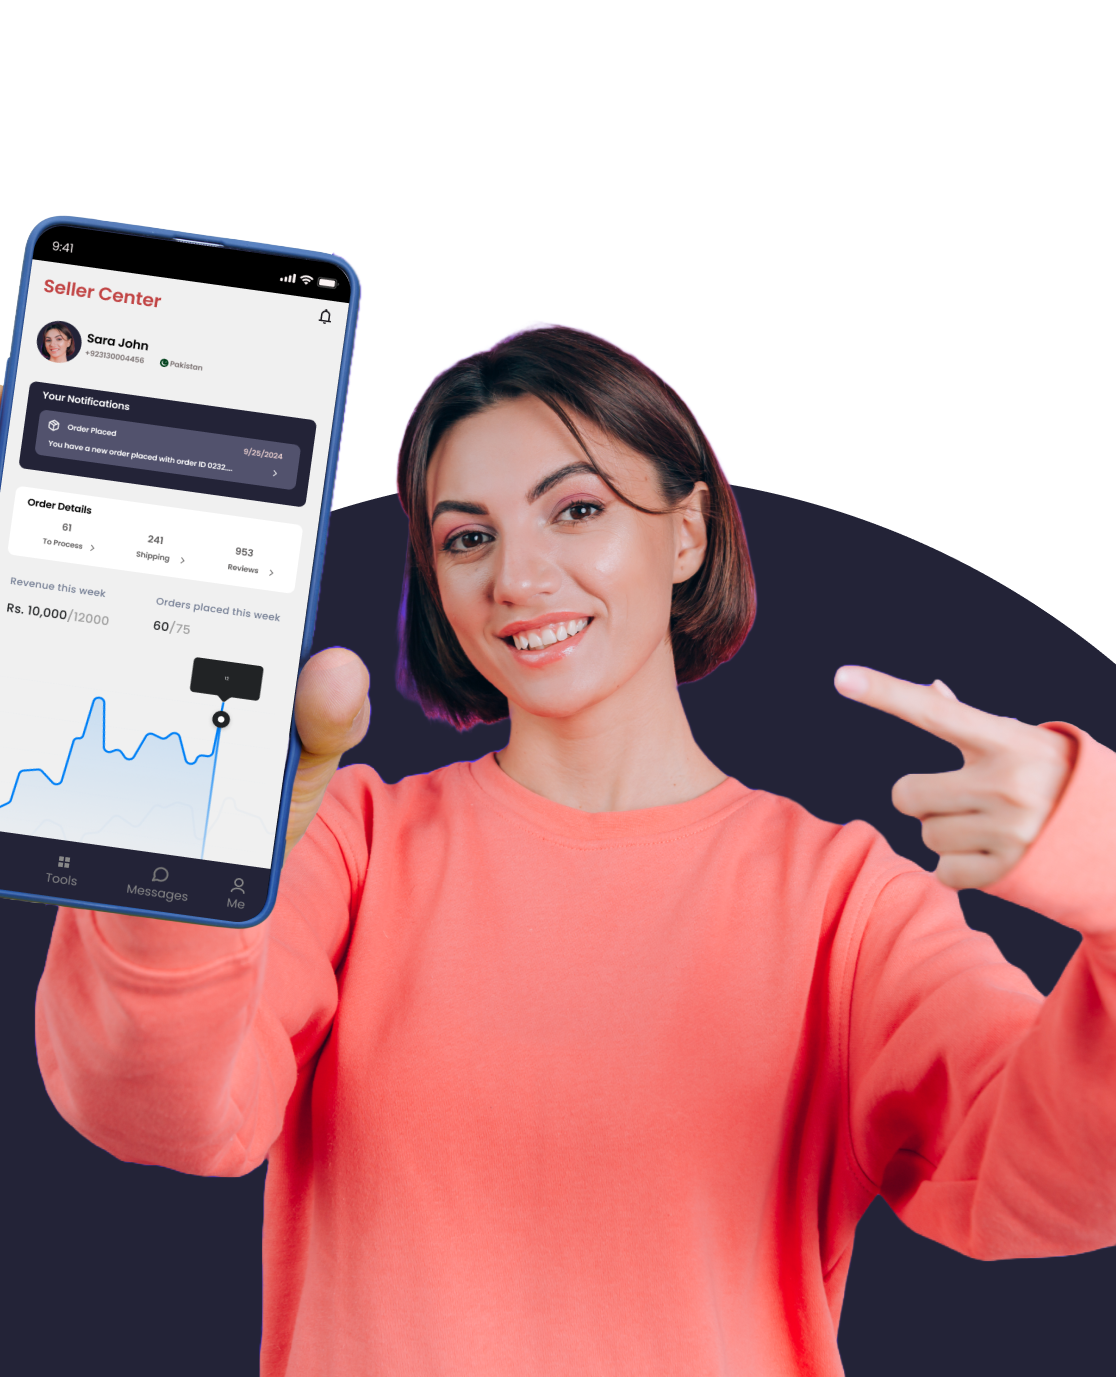 9:41
Seller Center
Sara John
+923130004456 Pakistan
Your Notifications
Order Placed
9/25/2024
You have a new order placed with order ID 0232....
Order Details
61 241 953
To Process Shipping Reviews
Revenue this week Orders placed this week
Rs. 10,000/12000 60/75
Tools Messages Me